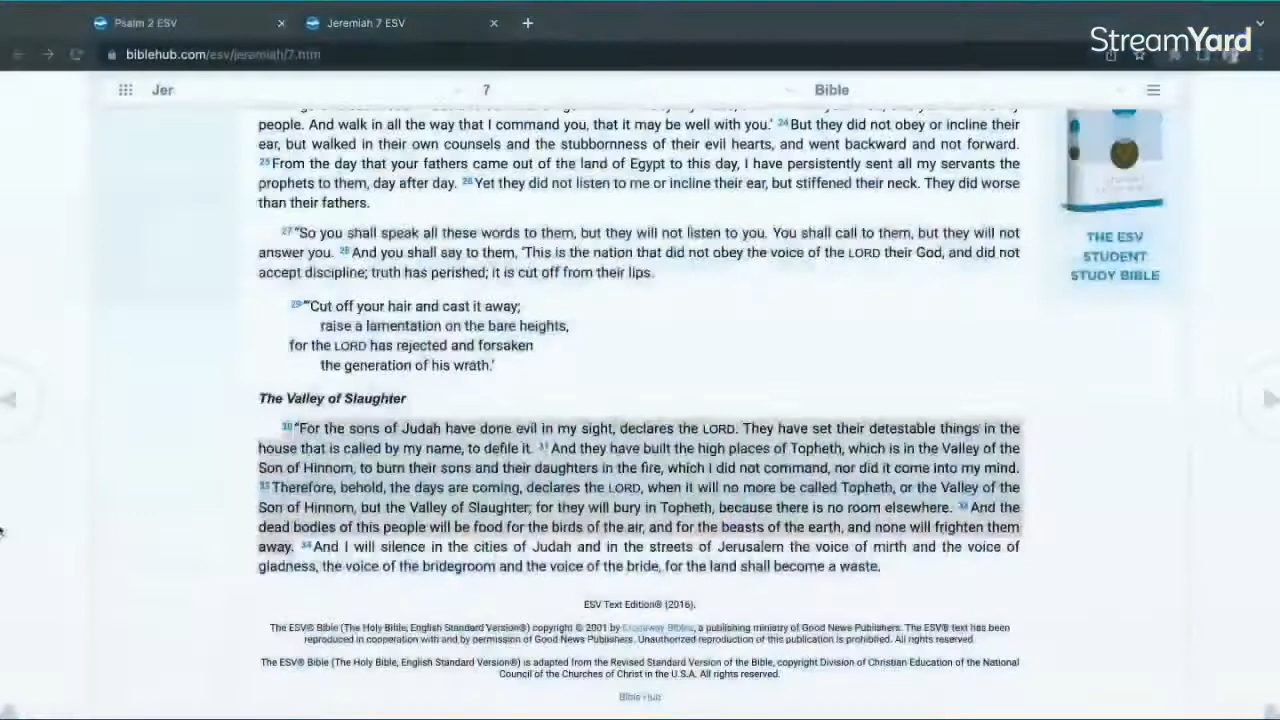 Psalm 2 ESV
Jeremiah 7 ESV
StreamYard
biblehub.com/esv/jeremiah/7.htm
Jer 7 Bible
people. And walk in all the way that I command you, that it may be well with you.’ 24But they did not obey or incline their
ear, but walked in their own counsels and the stubbornness of their evil hearts, and went backward and not forward.
25From the day that your fathers came out of the land of Egypt to this day, I have persistently sent all my servants the
prophets to them, day after day. 26Yet they did not listen to me or incline their ear, but stiffened their neck. They did worse
than their fathers.
27“So you shall speak all these words to them, but they will not listen to you. You shall call to them, but they will not
answer you. 28And you shall say to them, ‘This is the nation that did not obey the voice of the LORD their God, and did not
accept discipline; truth has perished; it is cut off from their lips.
29“‘Cut off your hair and cast it away;
raise a lamentation on the bare heights,
for the LORD has rejected and forsaken
the generation of his wrath.’
The Valley of Slaughter
30“For the sons of Judah have done evil in my sight, declares the LORD. They have set their detestable things in the
house that is called by my name, to defile it. 31And they have built the high places of Topheth, which is in the Valley of the
Son of Hinnom, to burn their sons and their daughters in the fire, which I did not command, nor did it come into my mind.
32Therefore, behold, the days are coming, declares the LORD, when it will no more be called Topheth, or the Valley of the
Son of Hinnom, but the Valley of Slaughter; for they will bury in Topheth, because there is no room elsewhere. 33And the
dead bodies of this people will be food for the birds of the air, and for the beasts of the earth, and none will frighten them
away. 34And I will silence in the cities of Judah and in the streets of Jerusalem the voice of mirth and the voice of
gladness, the voice of the bridegroom and the voice of the bride, for the land shall become a waste.
THE ESV
STUDENT
STUDY BIBLE
ESV Text Edition® (2016).
The ESV® Bible (The Holy Bible, English Standard Version®) copyright © 2001 by Crossway Bibles, a publishing ministry of Good News Publishers. The ESV® text has been
reproduced in cooperation with and by permission of Good News Publishers. Unauthorized reproduction of this publication is prohibited. All rights reserved.
The ESV® Bible (The Holy Bible, English Standard Version®) is adapted from the Revised Standard Version of the Bible, copyright Division of Christian Education of the National
Council of the Churches of Christ in the U.S.A. All rights reserved.
Bible Hub